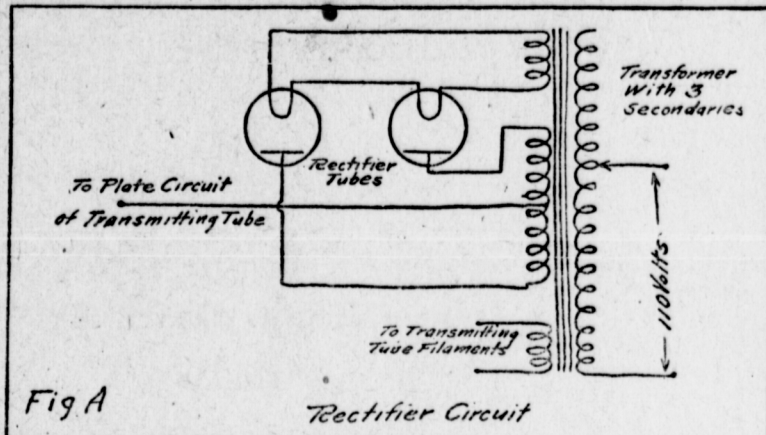 Transformer
With 3
Secondaries
Rectifier
Tubes
To Plate Circuit
of Transmitting Tube
110 Volts
To Transmitting
Tube Filaments
Fig A
Rectifier Circuit